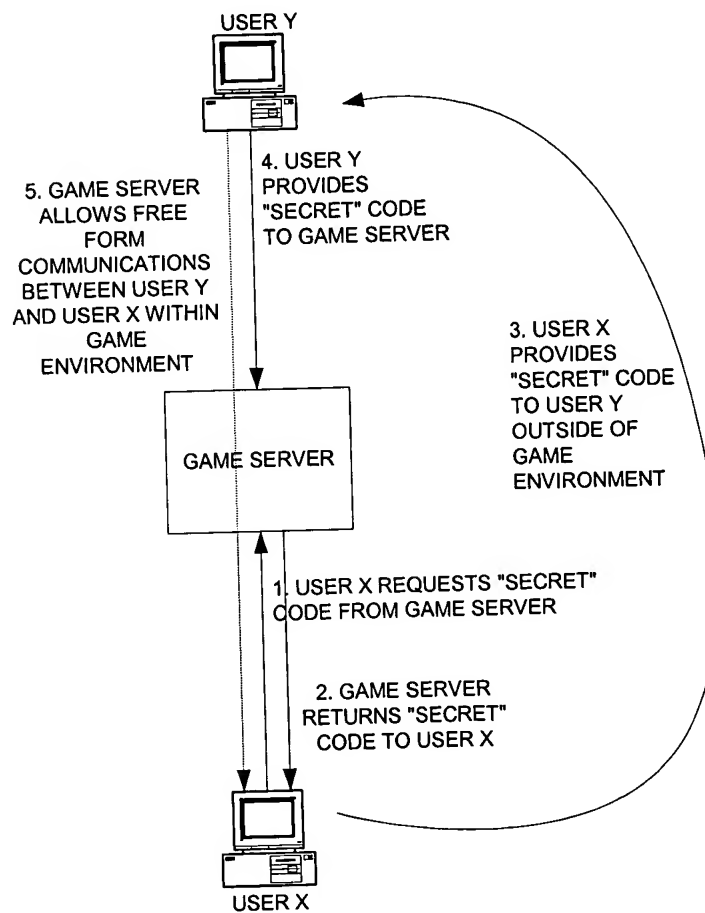 USER Y
4. USER Y
PROVIDES
"SECRET" CODE
TO GAME SERVER
5. GAME SERVER
ALLOWS FREE
FORM
COMMUNICATIONS
BETWEEN USER Y
AND USER X WITHIN
GAME
ENVIRONMENT
3. USER X
PROVIDES
"SECRET" CODE
TO USER Y
OUTSIDE OF
GAME
ENVIRONMENT
GAME SERVER
1. USER X REQUESTS "SECRET"
CODE FROM GAME SERVER
2. GAME SERVER
RETURNS "SECRET"
CODE TO USER X
USER X